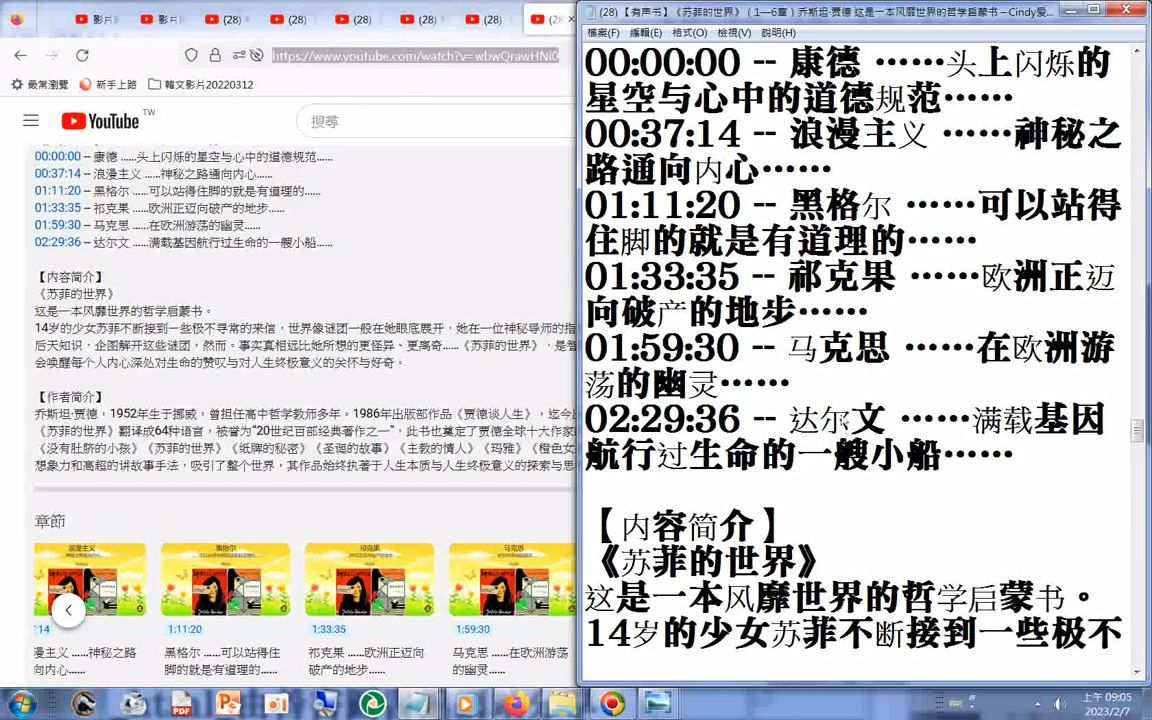 影片
影片
(28)
(28)
(28)
(28)
(28)
(28)
https://www.youtube.com/watch?v=wbwQrawHNi0
最常瀏覽
新手上路
韓文影片20220312
YouTube TW
搜尋
00:00:00 – 康德 ......头上闪烁的星空与心中的道德规范......
00:37:14 – 浪漫主义 ......神秘之路通向内心......
01:11:20 – 黑格尔 ......可以站得住脚的就是有道理的......
01:33:35 – 祁克果 ......欧洲正迈向破产的地步......
01:59:30 – 马克思 ......在欧洲游荡的幽灵......
02:29:36 – 达尔文 ......满载基因航行过生命的一艘小船......
【内容简介】
《苏菲的世界》
这是一本风靡世界的哲学启蒙书。
14岁的少女苏菲不断接到一些极不寻常的来信，世界像谜团一般在她眼底展开，她在一位神秘导师的指
后天知识，企图解开这些谜团，然而。事实真相远比她所想的更怪异、更离奇......《苏菲的世界》，是智
会唤醒每个人内心深处对生命的赞叹与对人生终极意义的关怀与好奇。
【作者简介】
乔斯坦·贾德，1952年生于挪威，曾担任高中哲学教师多年。1986年出版部作品《贾德谈人生》，迄今
《苏菲的世界》翻译成64种语言，被誉为“20世纪百部经典著作之一”，此书也奠定了贾德全球十大作家
《没有肚脐的小孩》《苏菲的世界》《纸牌的秘密》《圣诞的故事》《主教的情人》《玛雅》《橙色女
想象力和高超的讲故事手法，吸引了整个世界，其作品始终执著于人生本质与人生终极意义的探索与思
章節
浪漫主义
黑格尔
祁克果
马克思
':14
1:11:20
1:33:35
1:59:30
漫主义 ......神秘之路
向内心......
黑格尔 ......可以站得住
脚的就是有道理的......
祁克果 ......欧洲正迈向
破产的地步......
马克思 ......在欧洲游荡
的幽灵......
(28) 【有声书】《苏菲的世界》（1—6章）乔斯坦·贾德 这是一本风靡世界的哲学启蒙书 – Cindy爱...
檔案(F) 編輯(E) 格式(O) 檢視(V) 說明(H)
00:00:00 -- 康德 ……头上闪烁的
星空与心中的道德规范……
00:37:14 -- 浪漫主义 ……神秘之
路通向内心……
01:11:20 -- 黑格尔 ……可以站得
住脚的就是有道理的……
01:33:35 -- 祁克果 ……欧洲正迈
向破产的地步……
01:59:30 -- 马克思 ……在欧洲游
荡的幽灵……
02:29:36 -- 达尔文 ……满载基因
航行过生命的一艘小船……
【内容简介】
《苏菲的世界》
这是一本风靡世界的哲学启蒙书。
14岁的少女苏菲不断接到一些极不
PDF
上午 09:05
2023/2/7